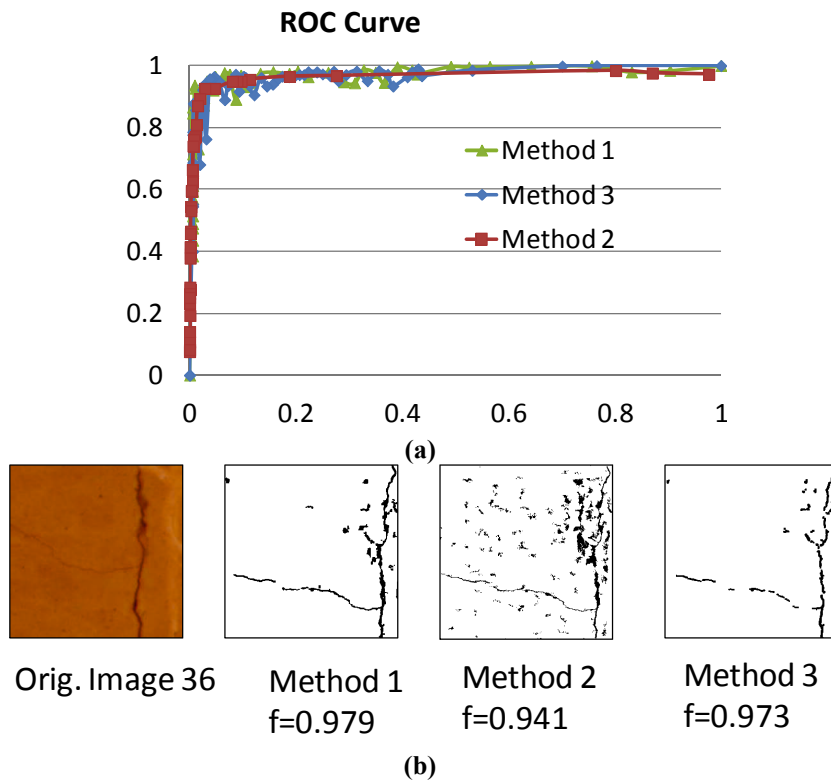 ROC Curve
1
0.8
0.6
0.4
0.2
0
Method 1
Method 3
Method 2
0 0.2 0.4 0.6 0.8 1
(a)
Orig. Image 36
Method 1
f=0.979
Method 2
f=0.941
Method 3
f=0.973
(b)